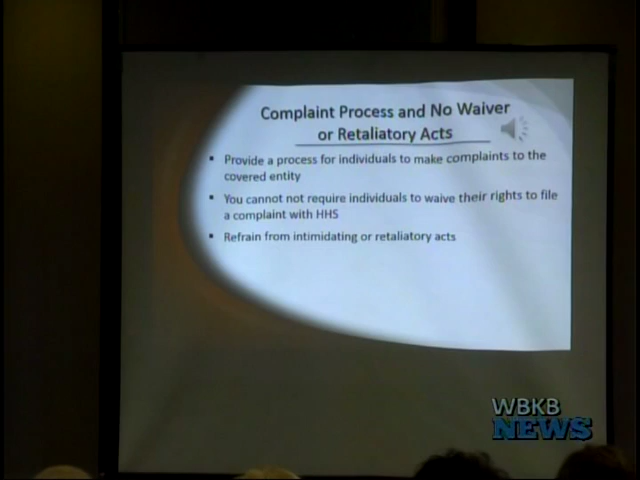 Complaint Process and No Waiver
or Retaliatory Acts
▪ Provide a process for individuals to make complaints to the
covered entity
▪ You cannot not require individuals to waive their rights to file
a complaint with HHS
▪ Refrain from intimidating or retaliatory acts
WBKB
NEWS